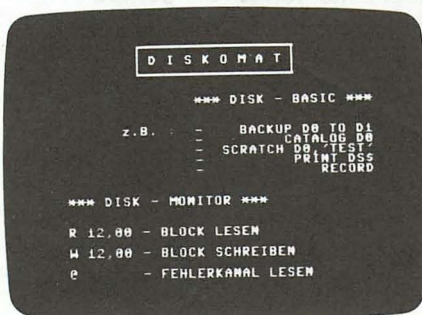 D I S K O M A T
*** DISK - BASIC ***
z.B. - BACKUP D0 TO D1
- CATALOG D0
- SCRATCH D0,'TEST'
- PRINT DS$
- RECORD
*** DISK - MONITOR ***
R 12,00 - BLOCK LESEN
W 12,00 - BLOCK SCHREIBEN
@ - FEHLERKANAL LESEN